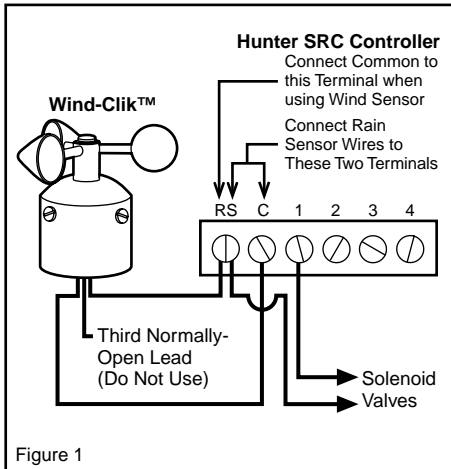 Hunter SRC Controller
Connect Common to
this Terminal when
using Wind Sensor
Connect Rain
Sensor Wires to
These Two Terminals
Wind-Clik™
RS C 1 2 3 4
Third Normally-
Open Lead
(Do Not Use)
Solenoid
Valves
Figure 1